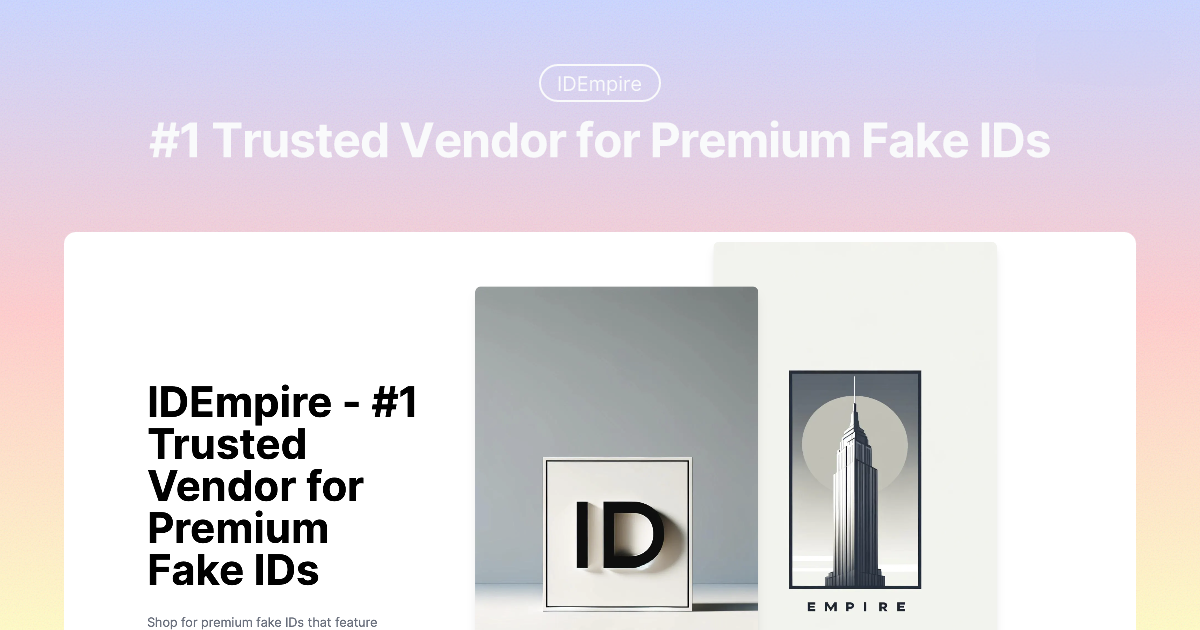 IDEmpire
#1 Trusted Vendor for Premium Fake IDs
IDEmpire - #1
Trusted
Vendor for
Premium
Fake IDs
Shop for premium fake IDs that feature
ID
EMPIRE